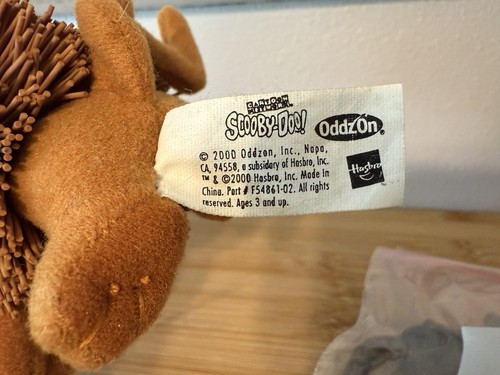 CARTOON NETWORK
SCOOBY-DOO!
OddzOn®
© 2000 Oddzon, Inc., Napa,
CA, 94558, a subsidary of Hasbro, Inc.
™ & ©2000 Hasbro, Inc. Made in
China. Part # F54861-02. All rights
reserved. Ages 3 and up.
Hasbro